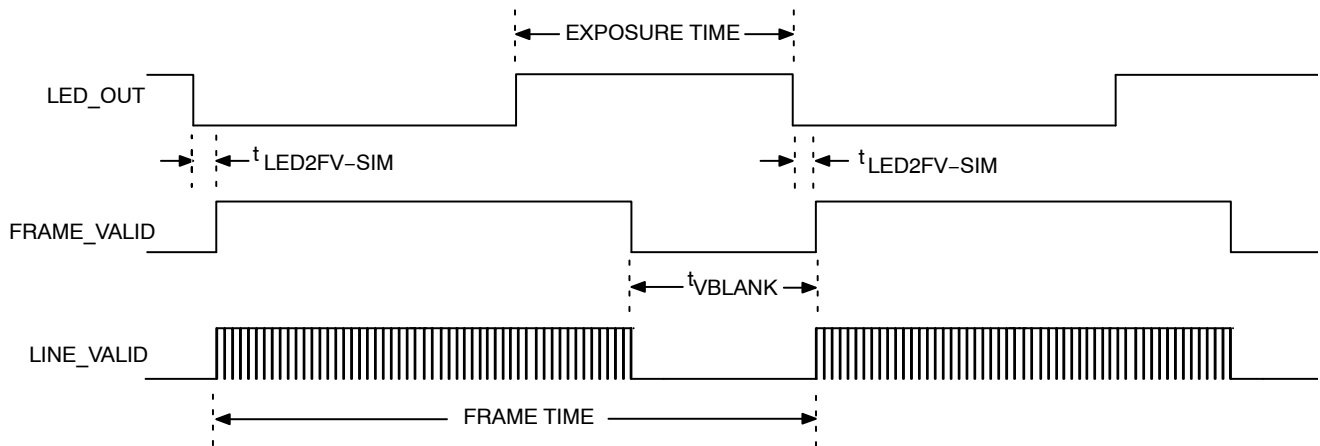 EXPOSURE TIME
LED_OUT
tLED2FV−SIM
tLED2FV−SIM
FRAME_VALID
tVBLANK
LINE_VALID
FRAME TIME